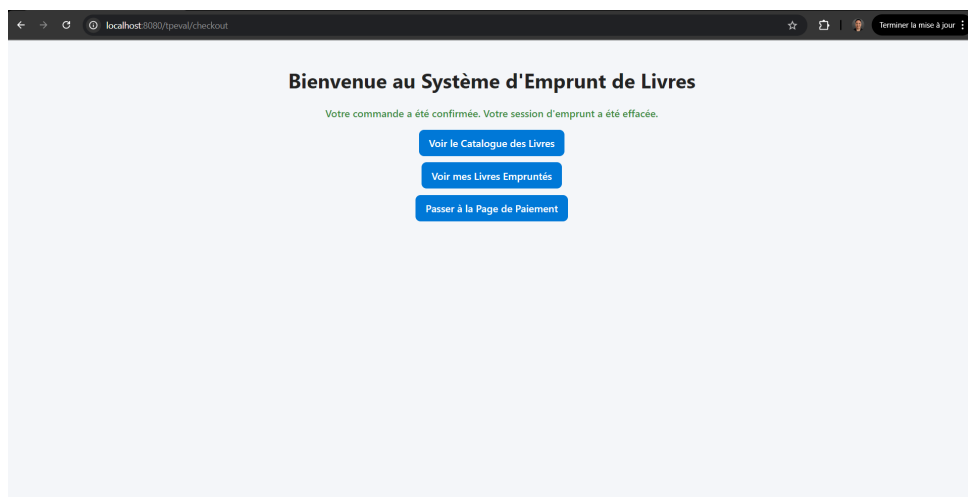 localhost:8080/tpeval/checkout
Terminer la mise à jour
Bienvenue au Système d'Emprunt de Livres
Votre commande a été confirmée. Votre session d'emprunt a été effacée.
Voir le Catalogue des Livres
Voir mes Livres Empruntés
Passer à la Page de Paiement